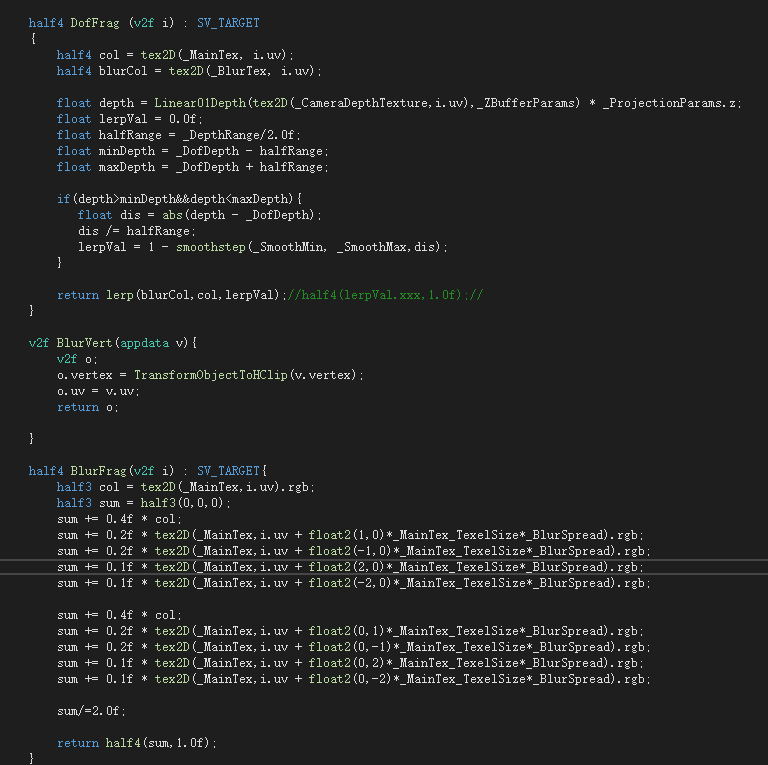 half4 DofFrag (v2f i) : SV_TARGET
{
half4 col = tex2D(_MainTex, i.uv);
half4 blurCol = tex2D(_BlurTex, i.uv);
float depth = Linear01Depth(tex2D(_CameraDepthTexture,i.uv),_ZBufferParams) * _ProjectionParams.z;
float lerpVal = 0.0f;
float halfRange = _DepthRange/2.0f;
float minDepth = _DofDepth - halfRange;
float maxDepth = _DofDepth + halfRange;
if(depth>minDepth&&depth<maxDepth){
float dis = abs(depth - _DofDepth);
dis /= halfRange;
lerpVal = 1 - smoothstep(_SmoothMin, _SmoothMax,dis);
}
return lerp(blurCol,col,lerpVal);//half4(lerpVal.xxx,1.0f);//
}
v2f BlurVert(appdata v){
v2f o;
o.vertex = TransformObjectToHClip(v.vertex);
o.uv = v.uv;
return o;
}
half4 BlurFrag(v2f i) : SV_TARGET{
half3 col = tex2D(_MainTex,i.uv).rgb;
half3 sum = half3(0,0,0);
sum += 0.4f * col;
sum += 0.2f * tex2D(_MainTex,i.uv + float2(1,0)*_MainTex_TexelSize*_BlurSpread).rgb;
sum += 0.2f * tex2D(_MainTex,i.uv + float2(-1,0)*_MainTex_TexelSize*_BlurSpread).rgb;
sum += 0.1f * tex2D(_MainTex,i.uv + float2(2,0)*_MainTex_TexelSize*_BlurSpread).rgb;
sum += 0.1f * tex2D(_MainTex,i.uv + float2(-2,0)*_MainTex_TexelSize*_BlurSpread).rgb;
sum += 0.4f * col;
sum += 0.2f * tex2D(_MainTex,i.uv + float2(0,1)*_MainTex_TexelSize*_BlurSpread).rgb;
sum += 0.2f * tex2D(_MainTex,i.uv + float2(0,-1)*_MainTex_TexelSize*_BlurSpread).rgb;
sum += 0.1f * tex2D(_MainTex,i.uv + float2(0,2)*_MainTex_TexelSize*_BlurSpread).rgb;
sum += 0.1f * tex2D(_MainTex,i.uv + float2(0,-2)*_MainTex_TexelSize*_BlurSpread).rgb;
sum/=2.0f;
return half4(sum,1.0f);
}